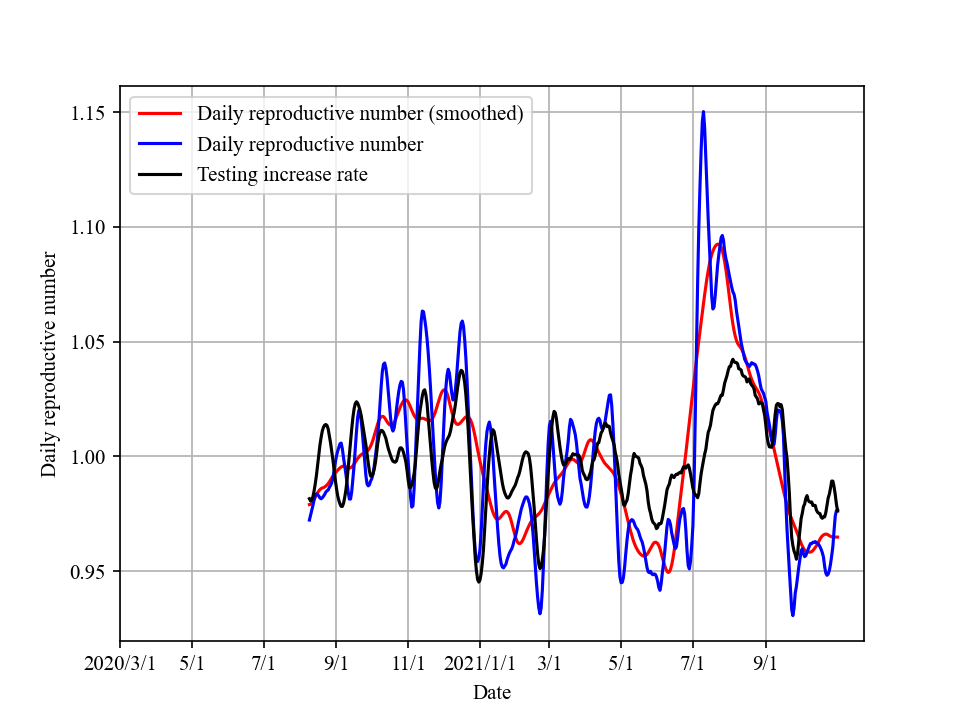 Daily reproductive number (smoothed)
Daily reproductive number
Testing increase rate
1.15
1.10
1.05
1.00
0.95
Daily reproductive number
2020/3/1 5/1 7/1 9/1 11/1 2021/1/1 3/1 5/1 7/1 9/1
Date